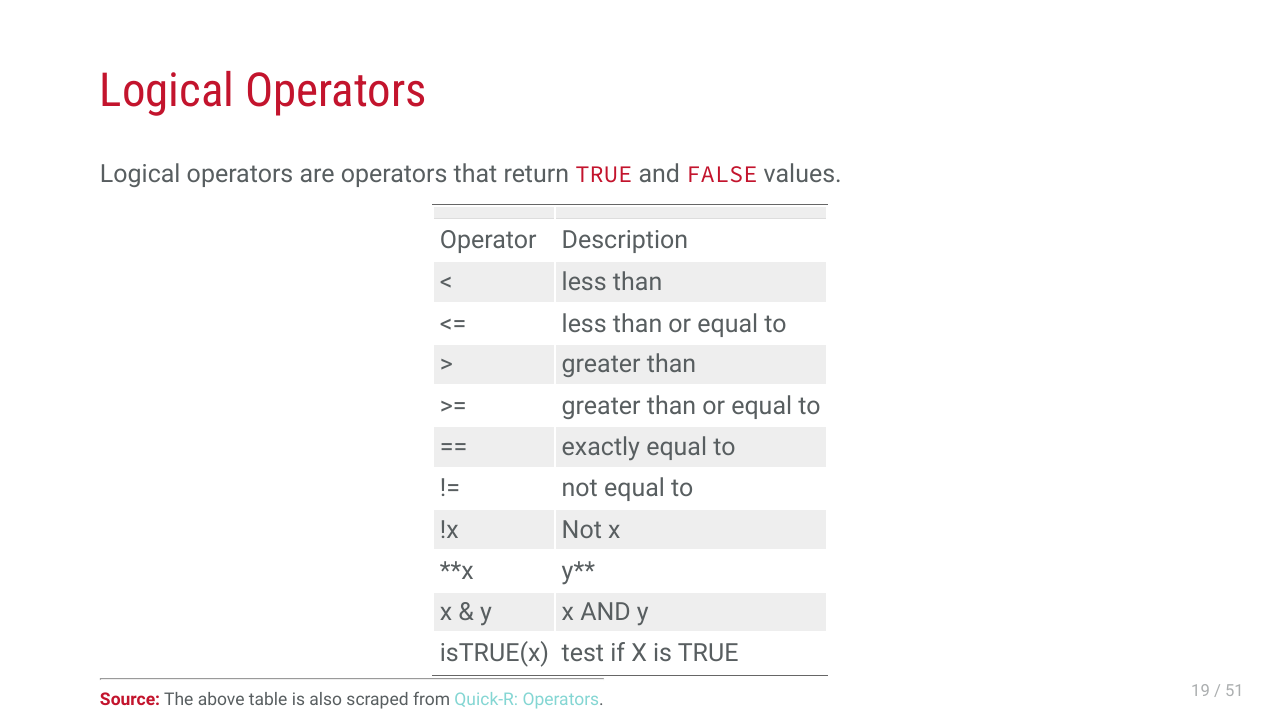 Logical Operators
Logical operators are operators that return TRUE and FALSE values.
Operator Description
< less than
<= less than or equal to
> greater than
>= greater than or equal to
== exactly equal to
!= not equal to
!x Not x
**x y**
x & y x AND y
isTRUE(x) test if X is TRUE
Source: The above table is also scraped from Quick-R: Operators.
19 / 51